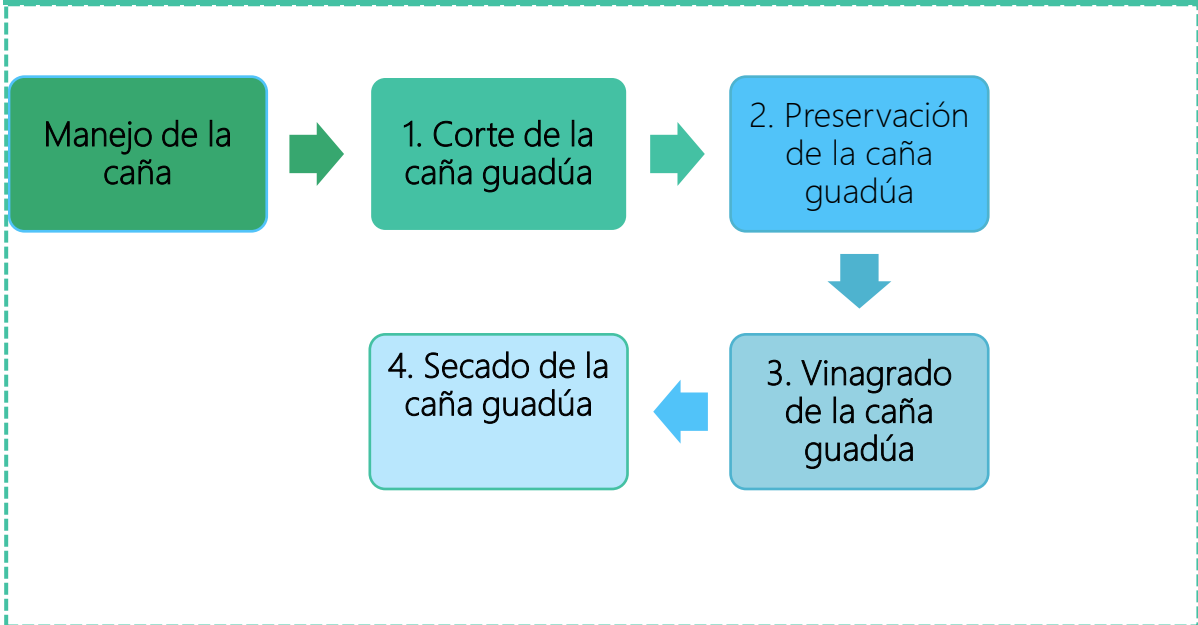 Manejo de la
caña
1. Corte de la
caña guadúa
2. Preservación
de la caña
guadúa
3. Vinagrado
de la caña
guadúa
4. Secado de la
caña guadúa